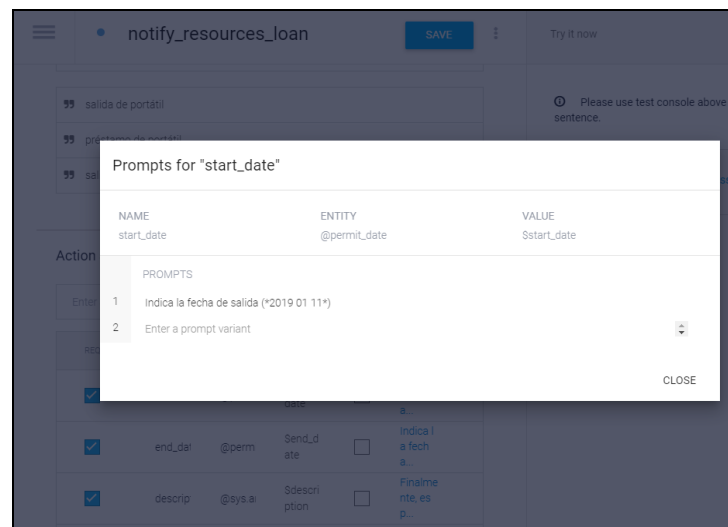 notify_resources_loan
SAVE
Try it now
salida de portátil
Please use test console above
sentence.
préstamo de portátil
Prompts for "start_date"
NAME ENTITY VALUE
start_date @permit_date $start_date
Action
PROMPTS
1 Indica la fecha de salida (*2019 01 11*)
Enter
2 Enter a prompt variant
CLOSE
date
a...
end_dat @perm $end_d
ate
Indica l
a fech
a...
descrip @sys.a $descri
ption
Finalme
nte, es
p...